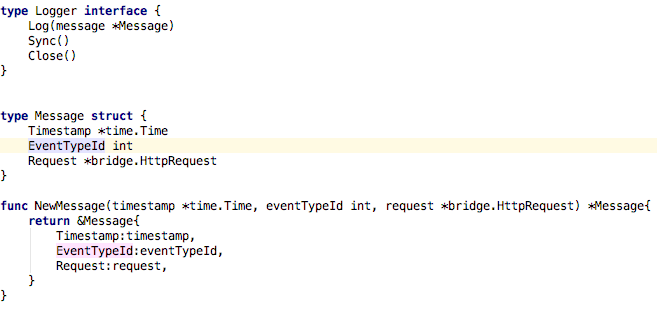 type Logger interface {
    Log(message *Message)
    Sync()
    Close()
}
type Message struct {
    Timestamp *time.Time
    EventTypeId int
    Request *bridge.HttpRequest
}
func NewMessage(timestamp *time.Time, eventTypeId int, request *bridge.HttpRequest) *Message{
    return &Message{
        Timestamp:timestamp,
        EventTypeId:eventTypeId,
        Request:request,
    }
}